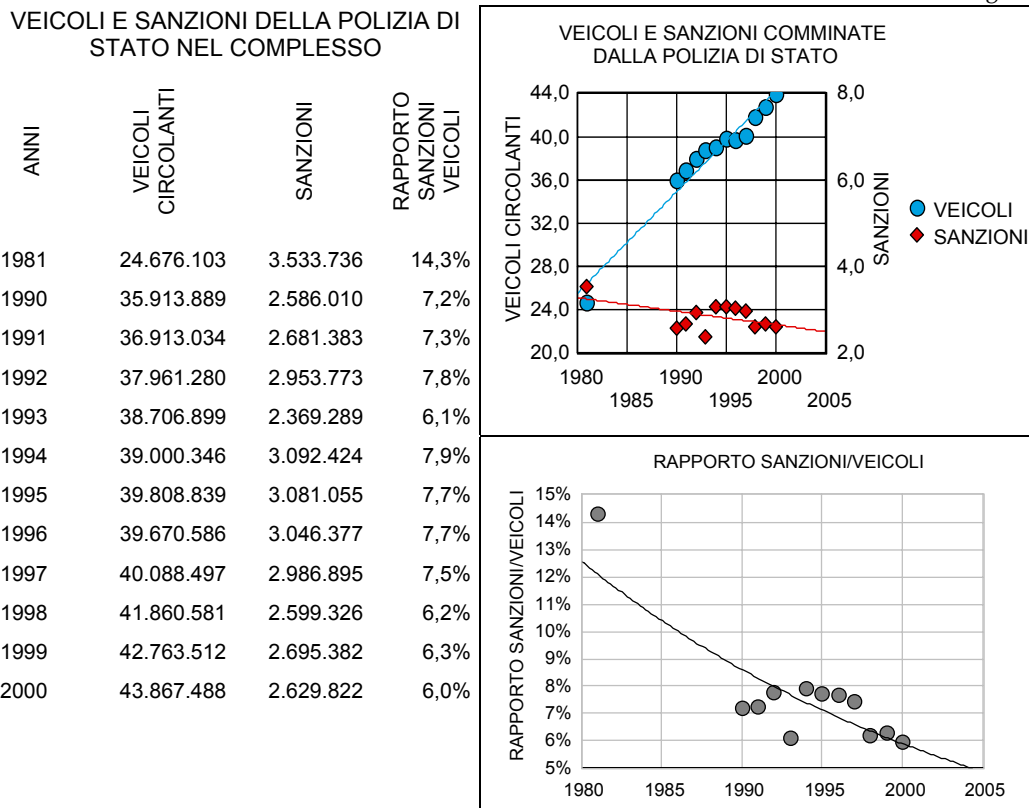 VEICOLI E SANZIONI DELLA POLIZIA DI
STATO NEL COMPLESSO
ANNI
VEICOLI
CIRCOLANTI
SANZIONI
RAPPORTO
SANZIONI
VEICOLI
1981 24.676.103 3.533.736 14,3%
1990 35.913.889 2.586.010 7,2%
1991 36.913.034 2.681.383 7,3%
1992 37.961.280 2.953.773 7,8%
1993 38.706.899 2.369.289 6,1%
1994 39.000.346 3.092.424 7,9%
1995 39.808.839 3.081.055 7,7%
1996 39.670.586 3.046.377 7,7%
1997 40.088.497 2.986.895 7,5%
1998 41.860.581 2.599.326 6,2%
1999 42.763.512 2.695.382 6,3%
2000 43.867.488 2.629.822 6,0%
VEICOLI E SANZIONI COMMINATE
DALLA POLIZIA DI STATO
VEICOLI CIRCOLANTI
44,0
40,0
36,0
32,0
28,0
24,0
20,0
8,0
6,0
4,0
2,0
SANZIONI
VEICOLI
SANZIONI
1980 1990 2000
1985 1995 2005
RAPPORTO SANZIONI/VEICOLI
RAPPORTO SANZIONI/VEICOLI
15%
14%
13%
12%
11%
10%
9%
8%
7%
6%
5%
1980 1985 1990 1995 2000 2005